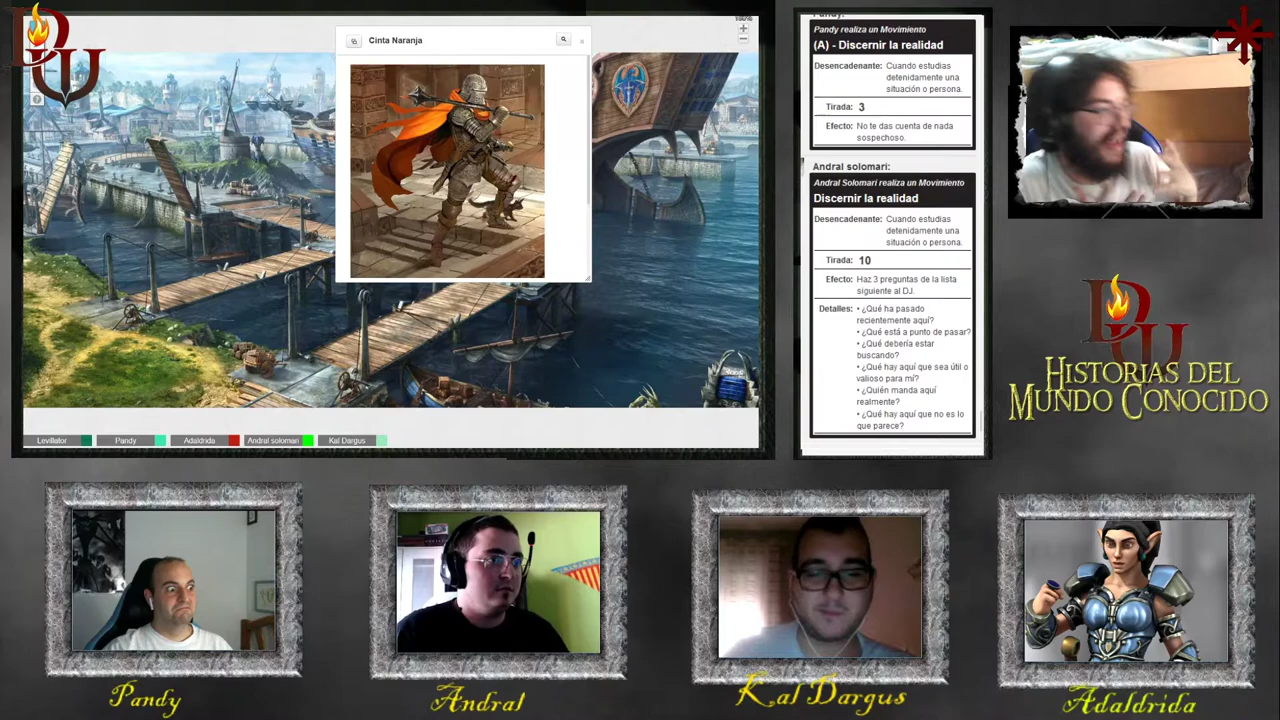 DU
100%
Cinta Naranja
Levillator
Pandy
Adaldrida
Andral solomari
Kal Dargus
Pandy:
Pandy realiza un Movimiento
(A) - Discernir la realidad
Desencadenante: Cuando estudias
detenidamente una
situación o persona.
Tirada: 3
Efecto: No te das cuenta de nada
sospechoso.
Andral solomari:
Andral Solomari realiza un Movimiento
Discernir la realidad
Desencadenante: Cuando estudias
detenidamente una
situación o persona.
Tirada: 10
Efecto: Haz 3 preguntas de la lista
siguiente al DJ.
Detalles: • ¿Qué ha pasado
recientemente aquí?
• ¿Qué está a punto de pasar?
• ¿Qué debería estar
buscando?
• ¿Qué hay aquí que sea útil o
valioso para mí?
• ¿Quién manda aquí
realmente?
• ¿Qué hay aquí que no es lo
que parece?
DU
HISTORIAS DEL
MUNDO CONOCIDO
Pandy
Andral
Kal Dargus
Adaldrida